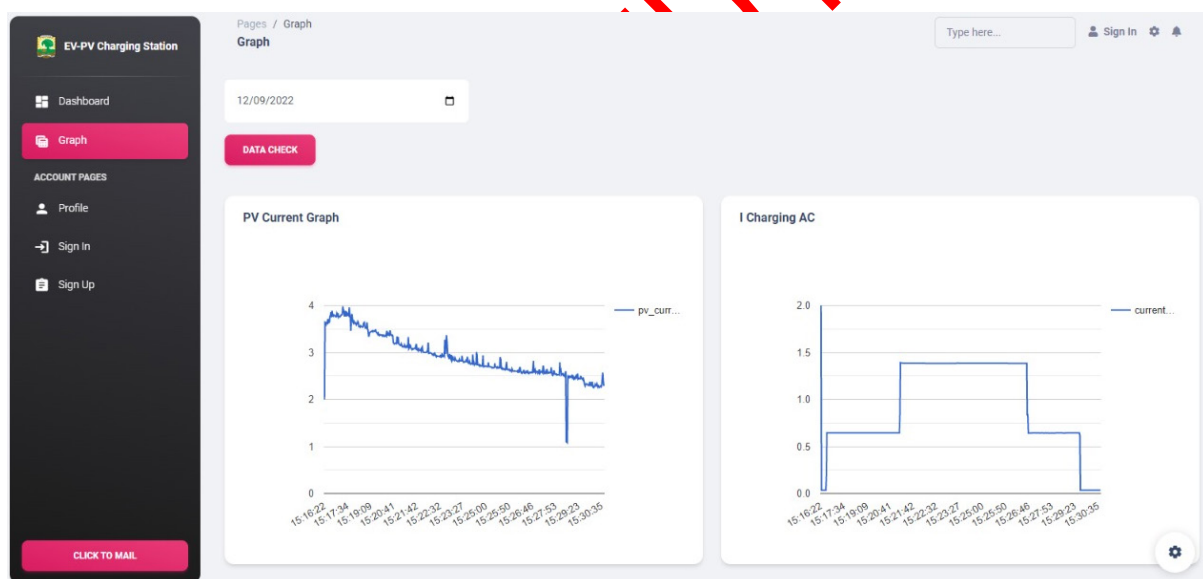 EV-PV Charging Station
Dashboard
Graph
ACCOUNT PAGES
Profile
Sign In
Sign Up
CLICK TO MAIL
Pages / Graph
Graph
Type here...
Sign In
12/09/2022
DATA CHECK
PV Current Graph
4
3
2
1
0
pv_curr...
15:16:22 15:17:34 15:19:09 15:20:41 15:21:42 15:22:32 15:23:27 15:25:00 15:25:50 15:26:46 15:27:53 15:29:23 15:30:35
I Charging AC
2.0
1.5
1.0
0.5
0.0
current...
15:16:22 15:17:34 15:19:09 15:20:41 15:21:42 15:22:32 15:23:27 15:25:00 15:25:50 15:26:46 15:27:53 15:29:23 15:30:35